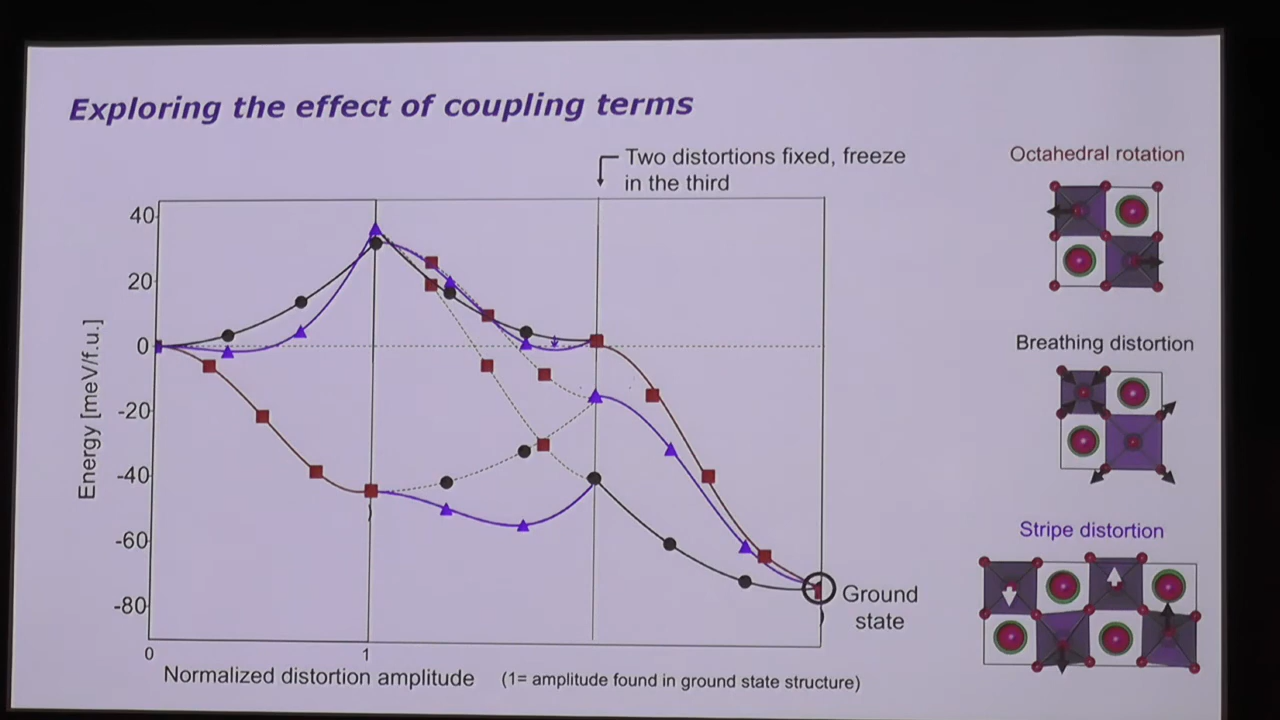 Exploring the effect of coupling terms
Two distortions fixed, freeze
in the third
Octahedral rotation
40
20
0
-20
-40
-60
-80
Energy [meV/f.u.]
Breathing distortion
Stripe distortion
Ground
state
0
1
Normalized distortion amplitude
(1= amplitude found in ground state structure)